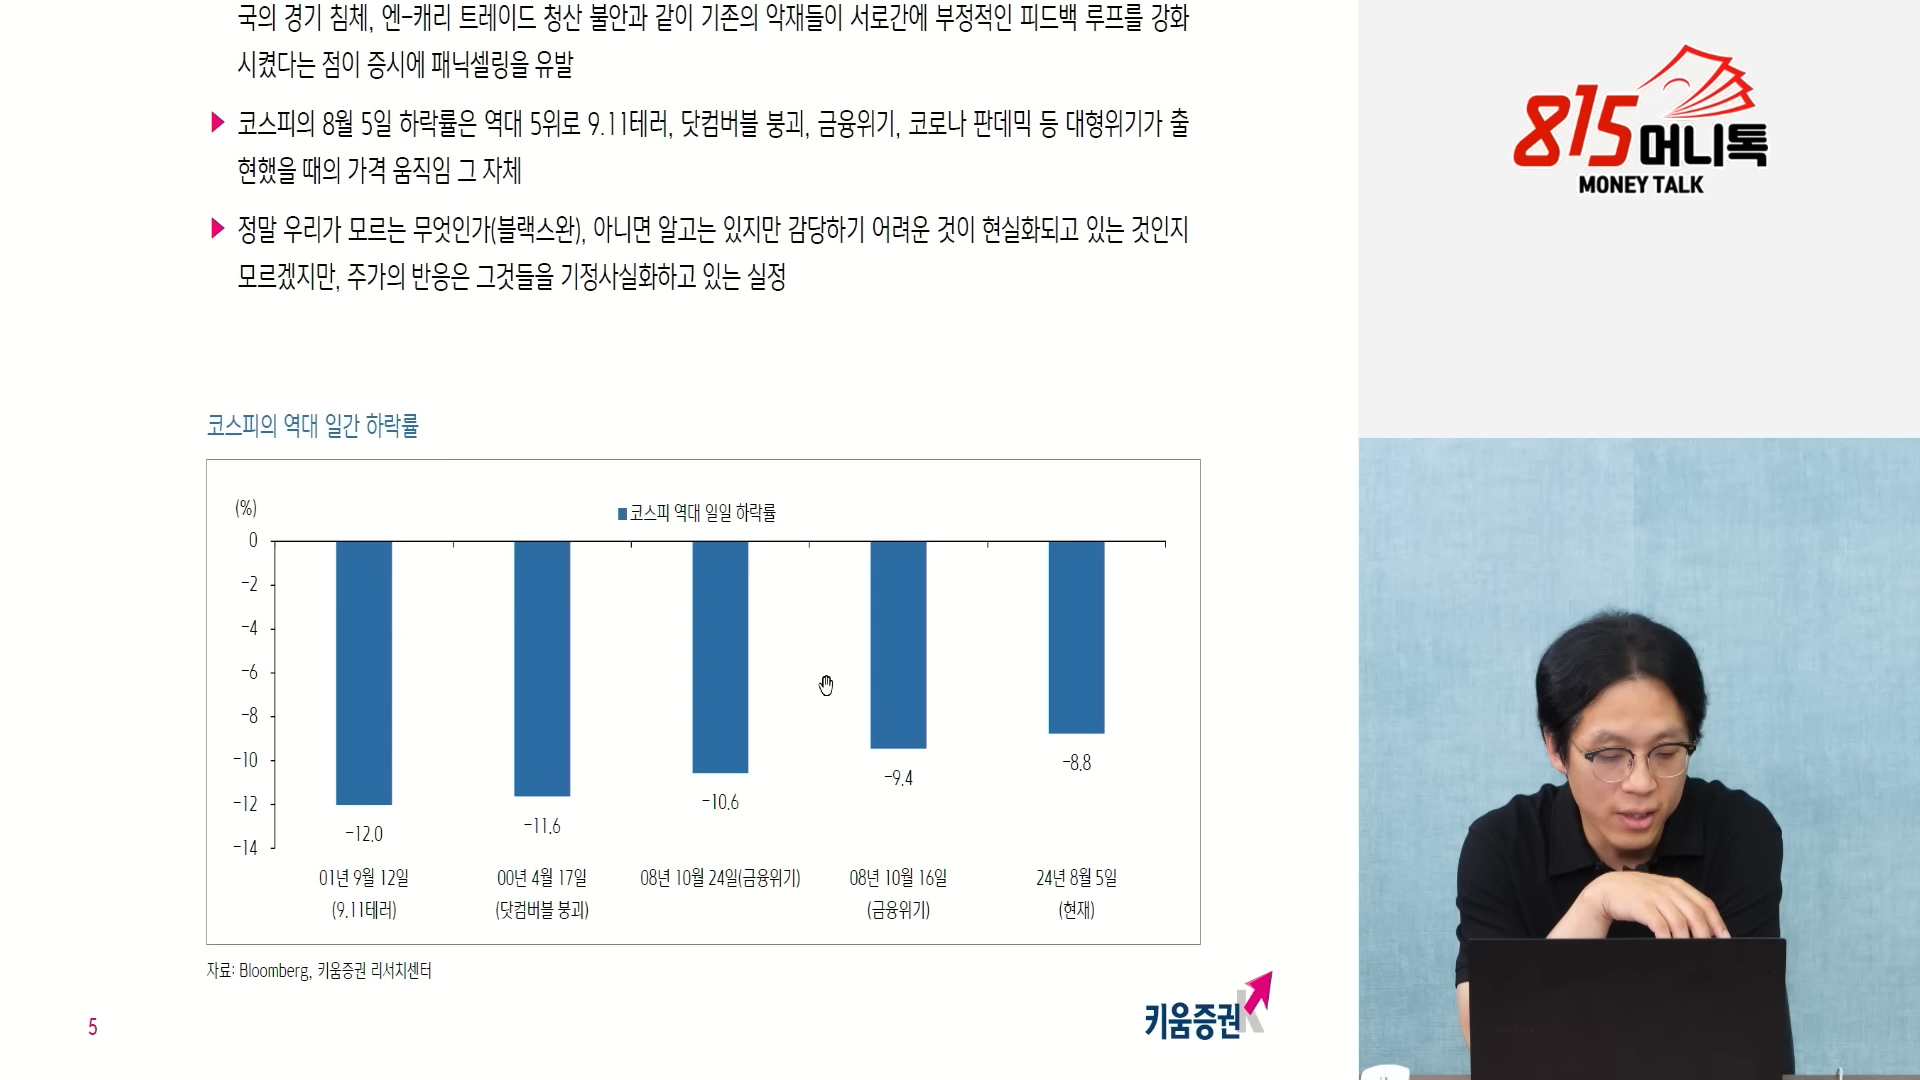 국의 경기 침체, 엔-캐리 트레이드 청산 불안과 같이 기존의 악재들이 서로간에 부정적인 피드백 루프를 강화
시켰다는 점이 증시에 패닉셀링을 유발
▶ 코스피의 8월 5일 하락률은 역대 5위로 9.11테러, 닷컴버블 붕괴, 금융위기, 코로나 판데믹 등 대형위기가 출
현했을 때의 가격 움직임 그 자체
▶ 정말 우리가 모르는 무엇인가(블랙스완), 아니면 알고는 있지만 감당하기 어려운 것이 현실화되고 있는 것인지
모르겠지만, 주가의 반응은 그것들을 기정사실화하고 있는 실정
코스피의 역대 일간 하락률
(%)
코스피 역대 일일 하락률
0
-2
-4
-6
-8
-10
-12
-14
-12.0
-11.6
-10.6
-9.4
-8.8
01년 9월 12일
(9.11테러)
00년 4월 17일
(닷컴버블 붕괴)
08년 10월 24일(금융위기)
08년 10월 16일
(금융위기)
24년 8월 5일
(현재)
자료: Bloomberg, 키움증권 리서치센터
5
키움증권
815머니톡
MONEY TALK